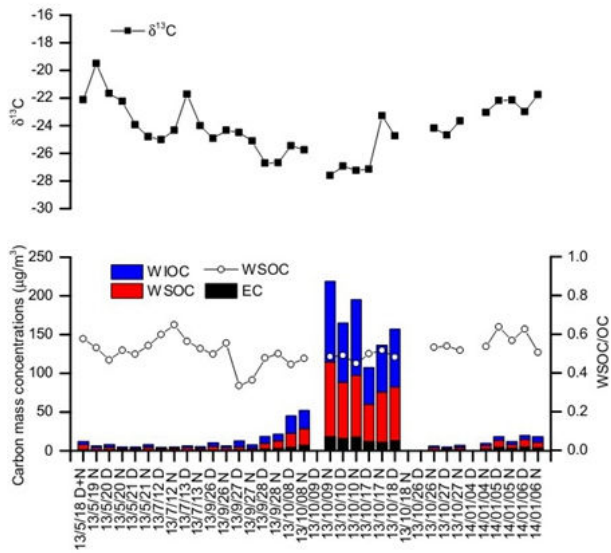 -16
-18
-20
-22
-24
-26
-28
-30
δ¹³C
δ¹³C
250
200
150
100
50
0
Carbon mass concentrations (μg/m³)
WIOC
WSOC
WSOC
EC
1.0
0.8
0.6
0.4
0.2
0.0
WSOC/OC
13/5/18 D+N
13/5/19 N
13/5/20 D
13/5/20 N
13/5/21 D
13/5/21 N
13/7/12 D
13/7/12 N
13/7/13 D
13/7/13 N
13/9/26 D
13/9/26 N
13/9/27 D
13/9/27 N
13/9/28 D
13/9/28 N
13/10/08 D
13/10/08 N
13/10/09 D
13/10/09 N
13/10/10 D
13/10/10 N
13/10/17 D
13/10/17 N
13/10/18 D
13/10/18 N
13/10/26 D
13/10/26 N
13/10/27 D
13/10/27 N
14/01/04 D
14/01/04 N
14/01/05 D
14/01/05 N
14/01/06 D
14/01/06 N